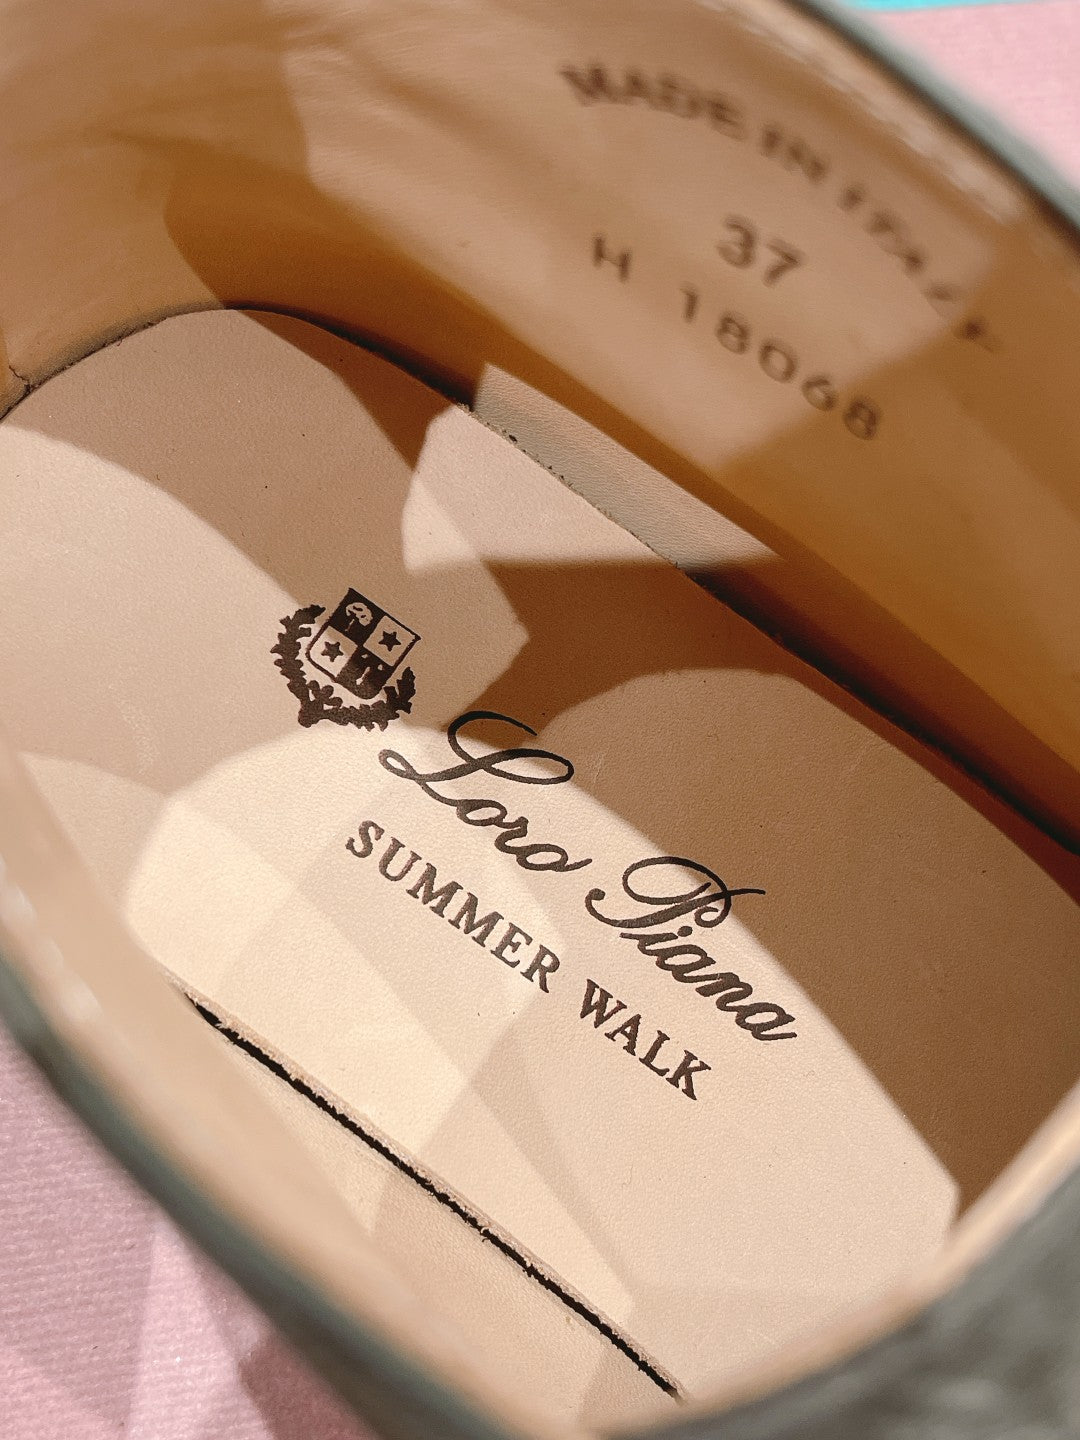 MADE IN ITALY
37
H 18068
Loro Piana
SUMMER WALK